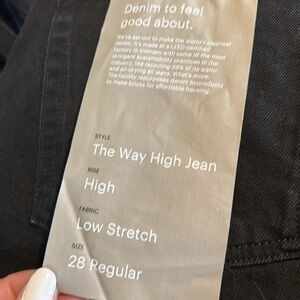 Denim to feel
good about.
We've set out to make the world's cleanest
denim. It's made at a LEED-certified
factory in Vietnam with some of the most
stringent sustainability practices in the
industry, like recycling 98% of its water
and air drying all jeans. What's more:
The facility repurposes denim byproducts
to make bricks for affordable housing.
STYLE
The Way High Jean
RISE
High
FABRIC
Low Stretch
SIZE
28 Regular